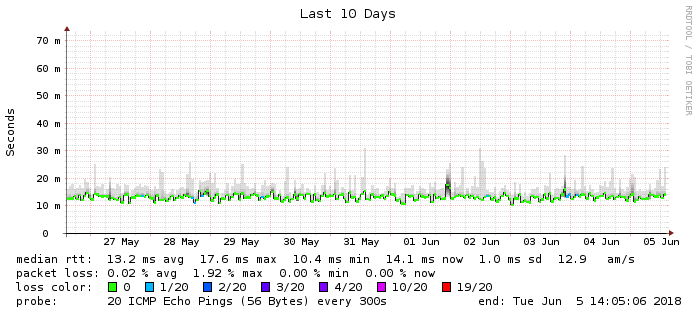 Last 10 Days
RRDTOOL / TOBI OETIKER
Seconds
70 m
60 m
50 m
40 m
30 m
20 m
10 m
0
27 May 28 May 29 May 30 May 31 May 01 Jun 02 Jun 03 Jun 04 Jun 05 Jun
median rtt: 13.2 ms avg 17.6 ms max 10.4 ms min 14.1 ms now 1.0 ms sd 12.9 am/s
packet loss: 0.02 % avg 1.92 % max 0.00 % min 0.00 % now
loss color: 0 1/20 2/20 3/20 4/20 10/20 19/20
probe: 20 ICMP Echo Pings (56 Bytes) every 300s end: Tue Jun 5 14:05:06 2018